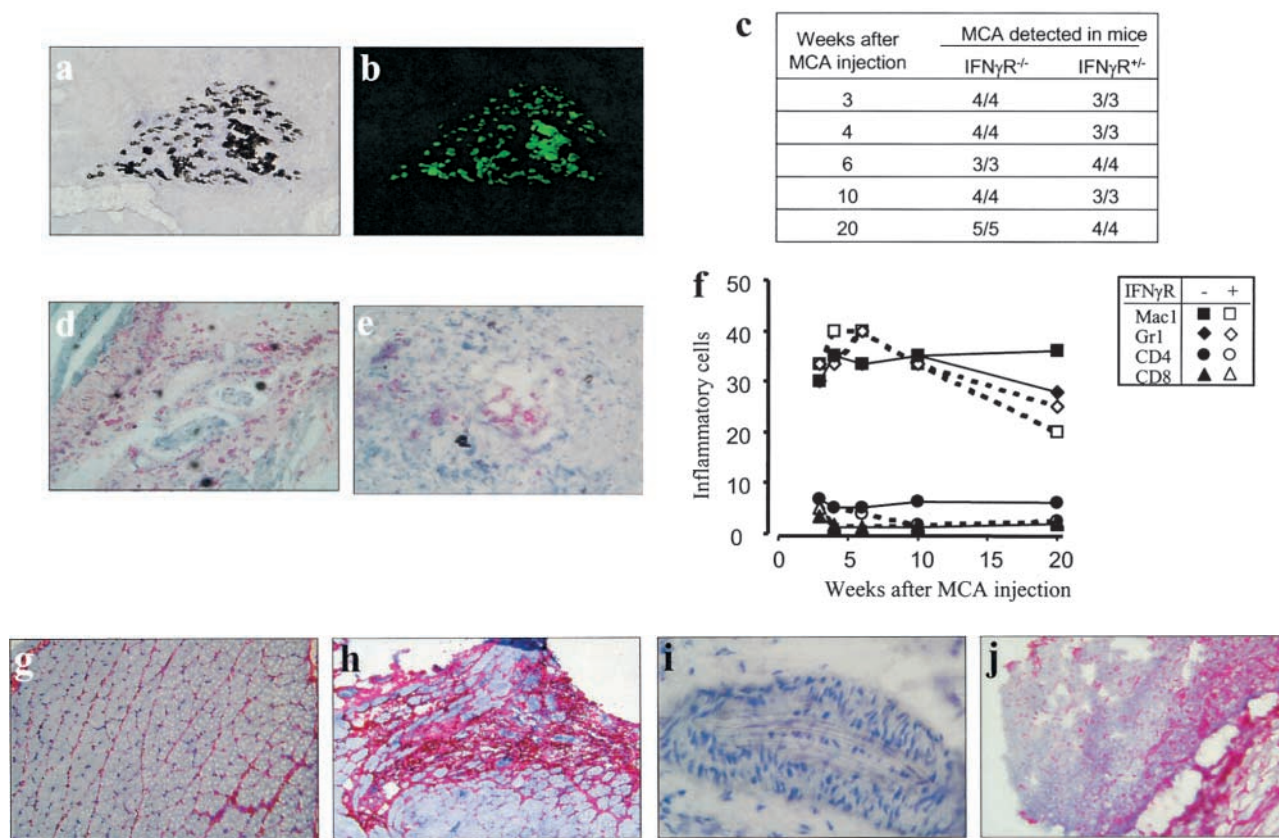 a
b
c
Weeks after MCA injection
MCA detected in mice
IFNγR-/-
IFNγR+/-
3 4/4 3/3
4 4/4 3/3
6 3/3 4/4
10 4/4 3/3
20 5/5 4/4
d
e
f
Inflammatory cells
50
40
30
20
10
0
0 5 10 15 20
Weeks after MCA injection
IFNγR - +
Mac1
Gr1
CD4
CD8
g
h
i
j